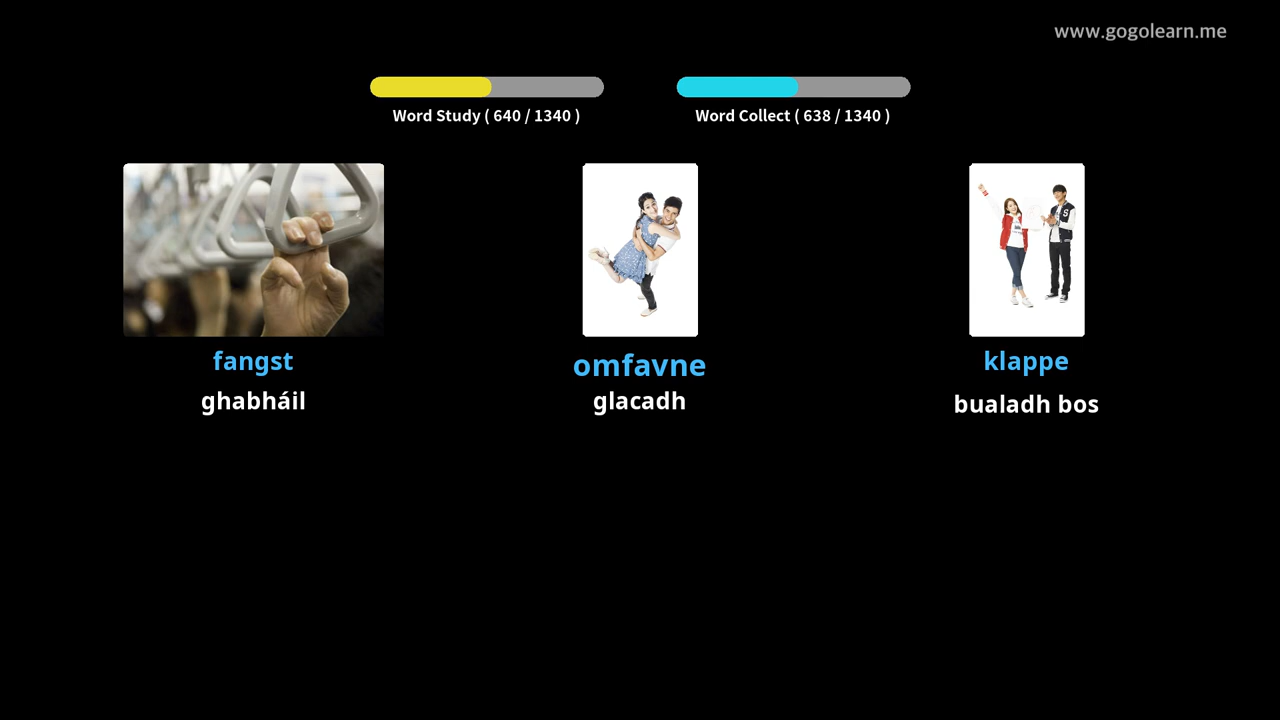 www.gogolearn.me
Word Study ( 640 / 1340 )
Word Collect ( 638 / 1340 )
fangst
omfavne
klappe
ghabháil
glacadh
bualadh bos